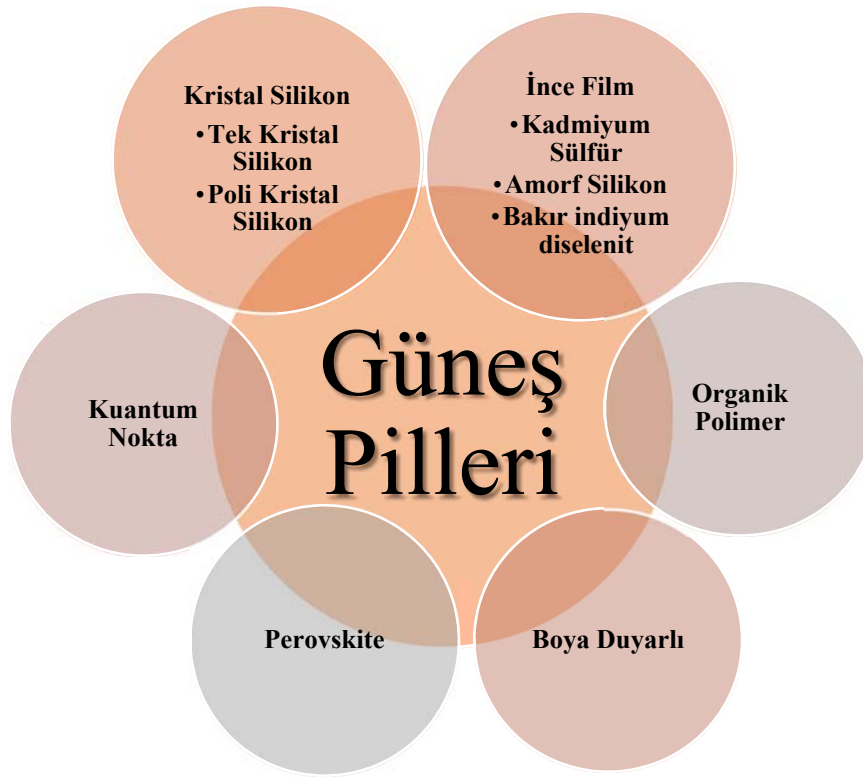 Kristal Silikon
•Tek Kristal
Silikon
•Poli Kristal
Silikon
İnce Film
•Kadmiyum
Sülfür
•Amorf Silikon
•Bakır indiyum
diselenit
Güneş
Pilleri
Kuantum
Nokta
Organik
Polimer
Perovskite
Boya Duyarlı